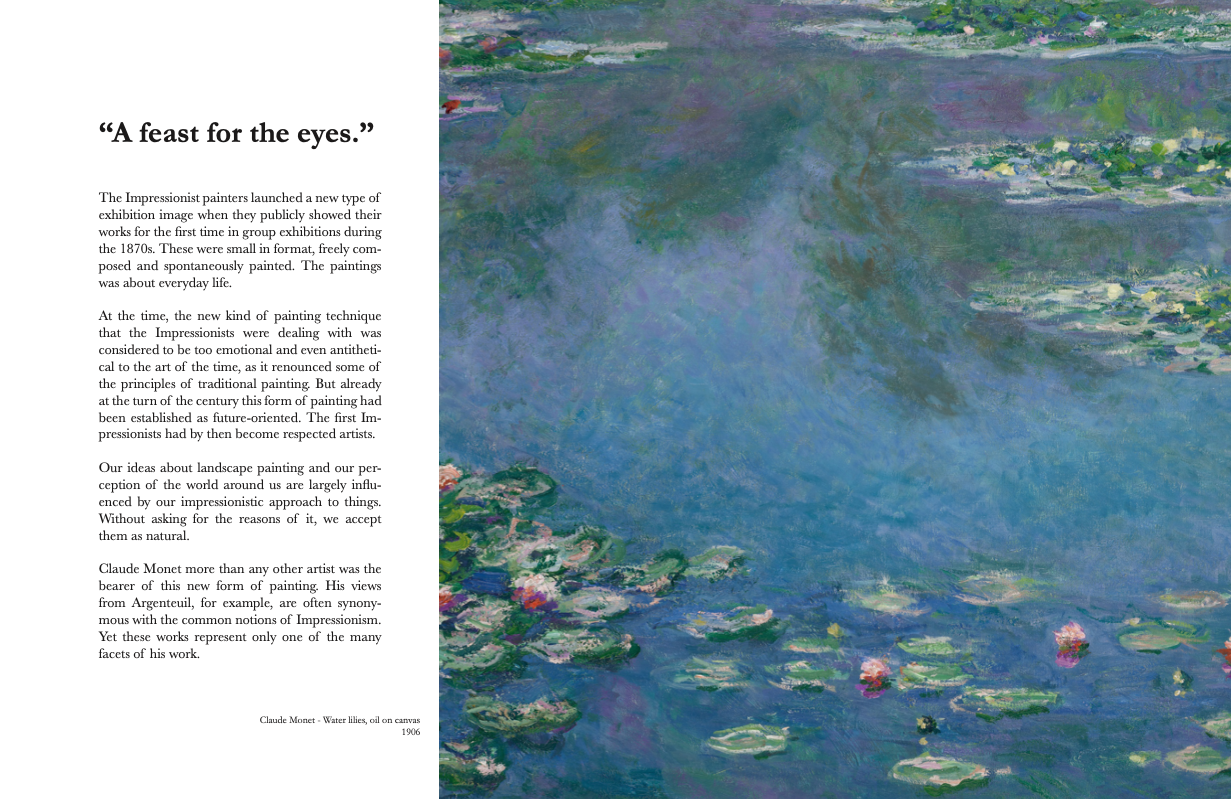 “A feast for the eyes.”
The Impressionist painters launched a new type of
exhibition image when they publicly showed their
works for the first time in group exhibitions during
the 1870s. These were small in format, freely com-
posed and spontaneously painted. The paintings
was about everyday life.
At the time, the new kind of painting technique
that the Impressionists were dealing with was
considered to be too emotional and even antitheti-
cal to the art of the time, as it renounced some of
the principles of traditional painting. But already
at the turn of the century this form of painting had
been established as future-oriented. The first Im-
pressionists had by then become respected artists.
Our ideas about landscape painting and our per-
ception of the world around us are largely influ-
enced by our impressionistic approach to things.
Without asking for the reasons of it, we accept
them as natural.
Claude Monet more than any other artist was the
bearer of this new form of painting. His views
from Argenteuil, for example, are often synony-
mous with the common notions of Impressionism.
Yet these works represent only one of the many
facets of his work.
Claude Monet - Water lilies, oil on canvas
1906